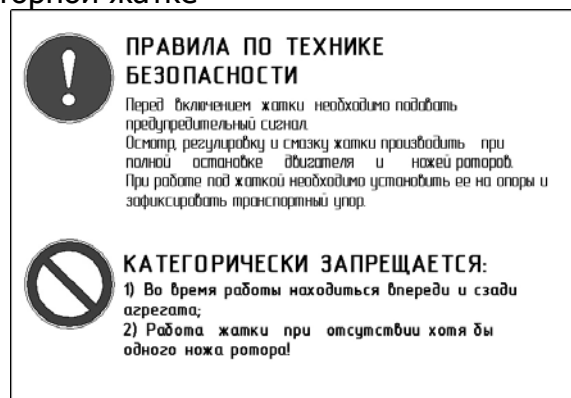 торной жатке
ПРАВИЛА ПО ТЕХНИКЕ
БЕЗОПАСНОСТИ
Перед включением жатки необходимо подавать
предупредительный сигнал.
Осмотр, регулировку и смазку жатки производить при
полной остановке двигателя и ножей роторов.
При работе под жаткой необходимо установить ее на опоры и
зафиксировать транспортный упор.
КАТЕГОРИЧЕСКИ ЗАПРЕЩАЕТСЯ:
1) Во время работы находиться впереди и сзади
агрегата;
2) Работа жатки при отсутствии хотя бы
одного ножа ротора!